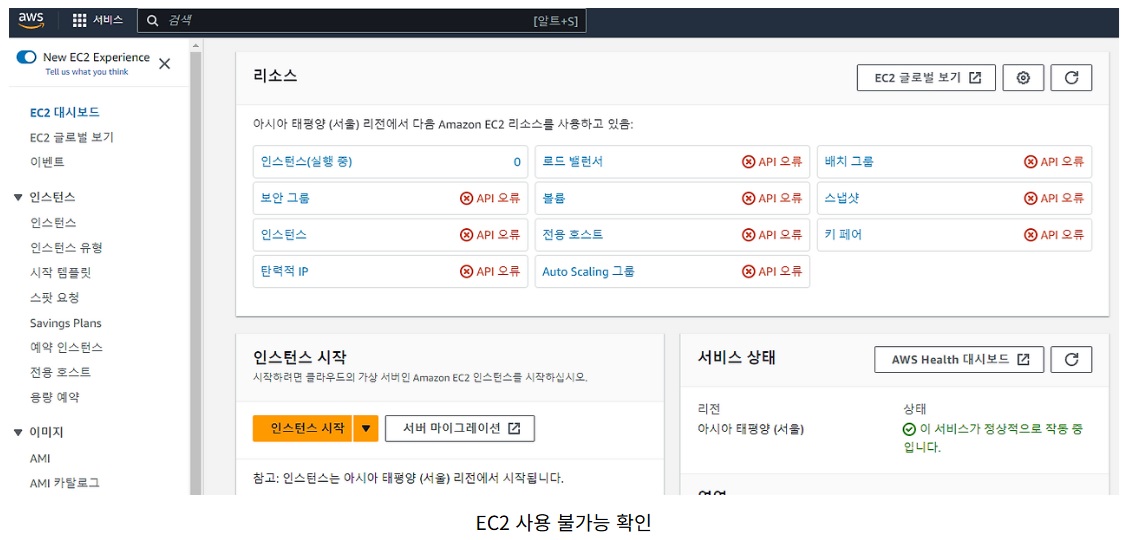 aws
서비스
검색
[알트+S]
New EC2 Experience
Tell us what you think
EC2 대시보드
EC2 글로벌 보기
이벤트
인스턴스
인스턴스
인스턴스 유형
시작 템플릿
스팟 요청
Savings Plans
예약 인스턴스
전용 호스트
용량 예약
이미지
AMI
AMI 카탈로그
리소스
EC2 글로벌 보기
아시아 태평양 (서울) 리전에서 다음 Amazon EC2 리소스를 사용하고 있음:
인스턴스(실행 중) 0
로드 밸런서 API 오류
배치 그룹 API 오류
보안 그룹 API 오류
볼륨 API 오류
스냅샷 API 오류
인스턴스 API 오류
전용 호스트 API 오류
키 페어 API 오류
탄력적 IP API 오류
Auto Scaling 그룹 API 오류
인스턴스 시작
시작하려면 클라우드의 가상 서버인 Amazon EC2 인스턴스를 시작하십시오.
인스턴스 시작
서버 마이그레이션
참고: 인스턴스는 아시아 태평양 (서울) 리전에서 시작됩니다.
서비스 상태
AWS Health 대시보드
리전
아시아 태평양 (서울)
상태
이 서비스가 정상적으로 작동 중
입니다.
EC2 사용 불가능 확인